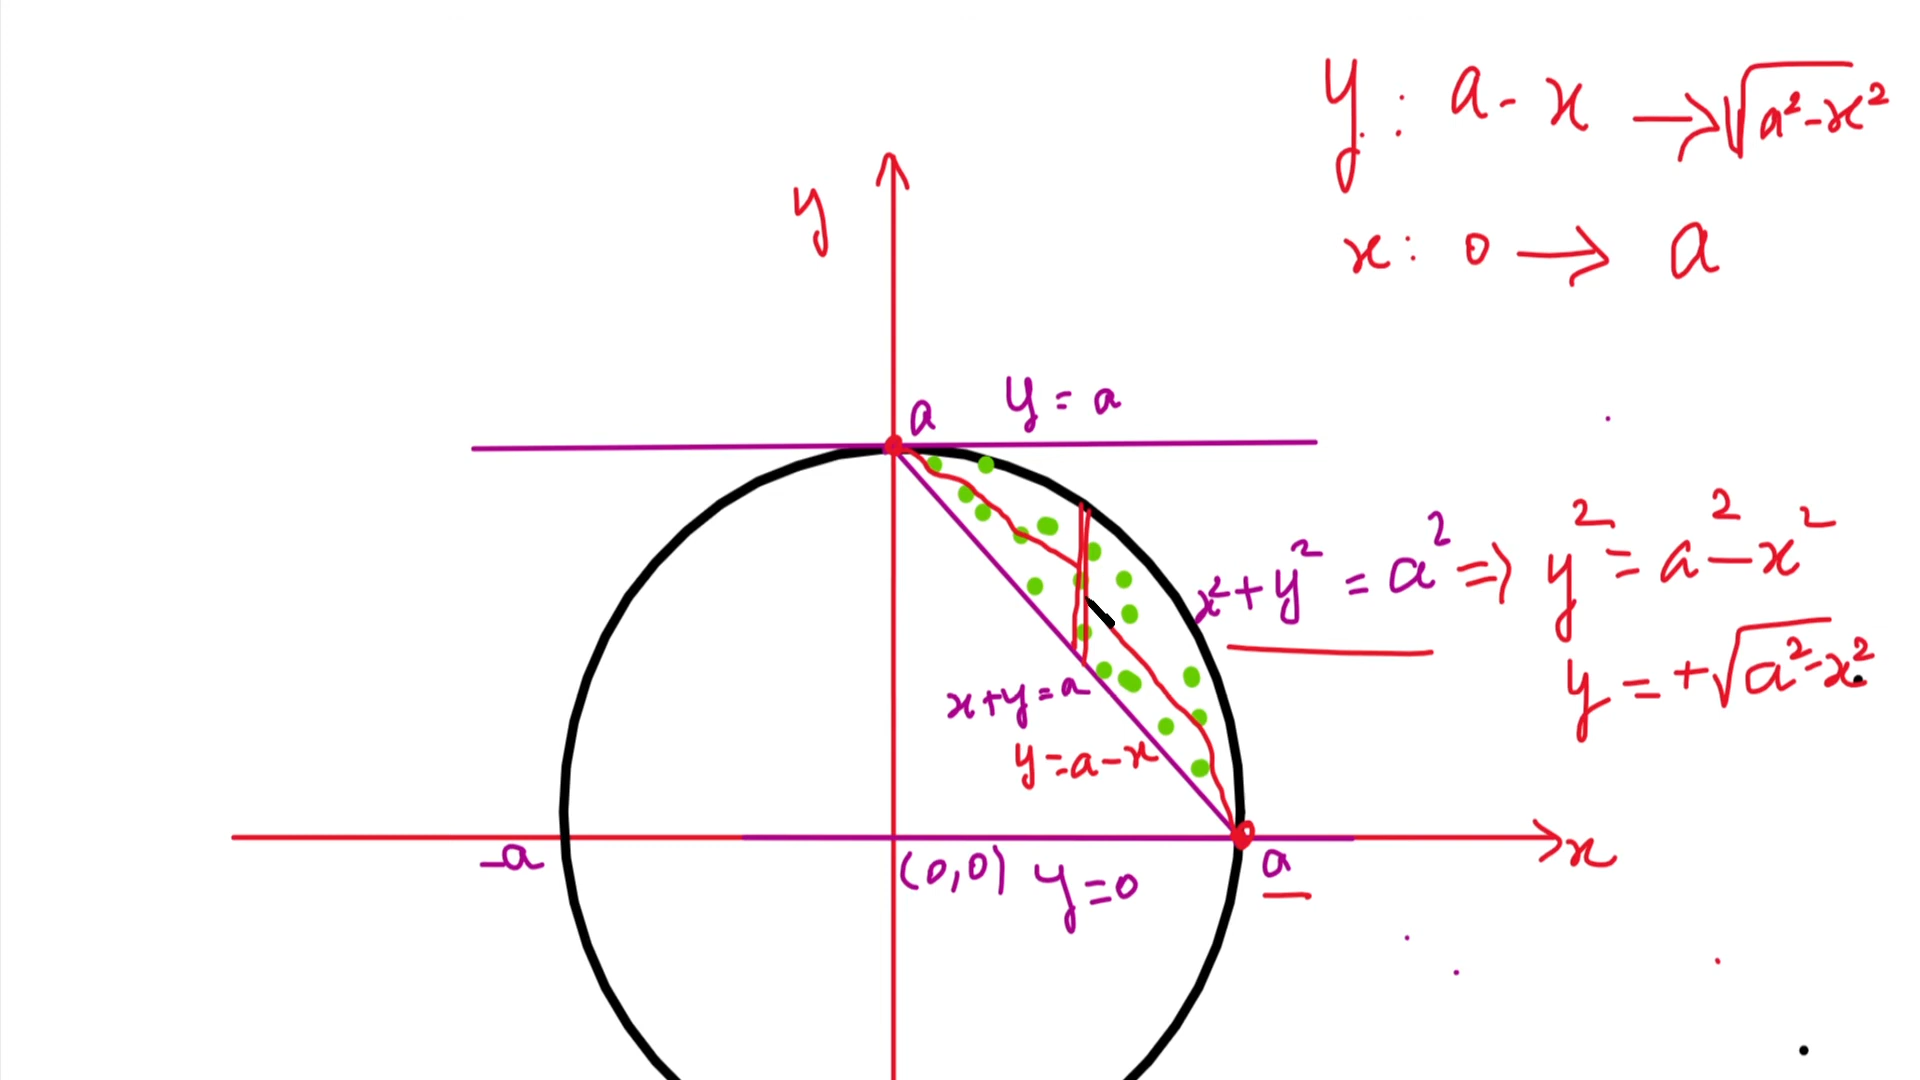 y : a - x → √a²-x²
x : 0 → a
y
a
y = a
x²+y² = a² ⇒ y² = a²-x²
y = +√a²-x²
x+y=a
y=a-x
-a
(0,0)
y=0
a
x